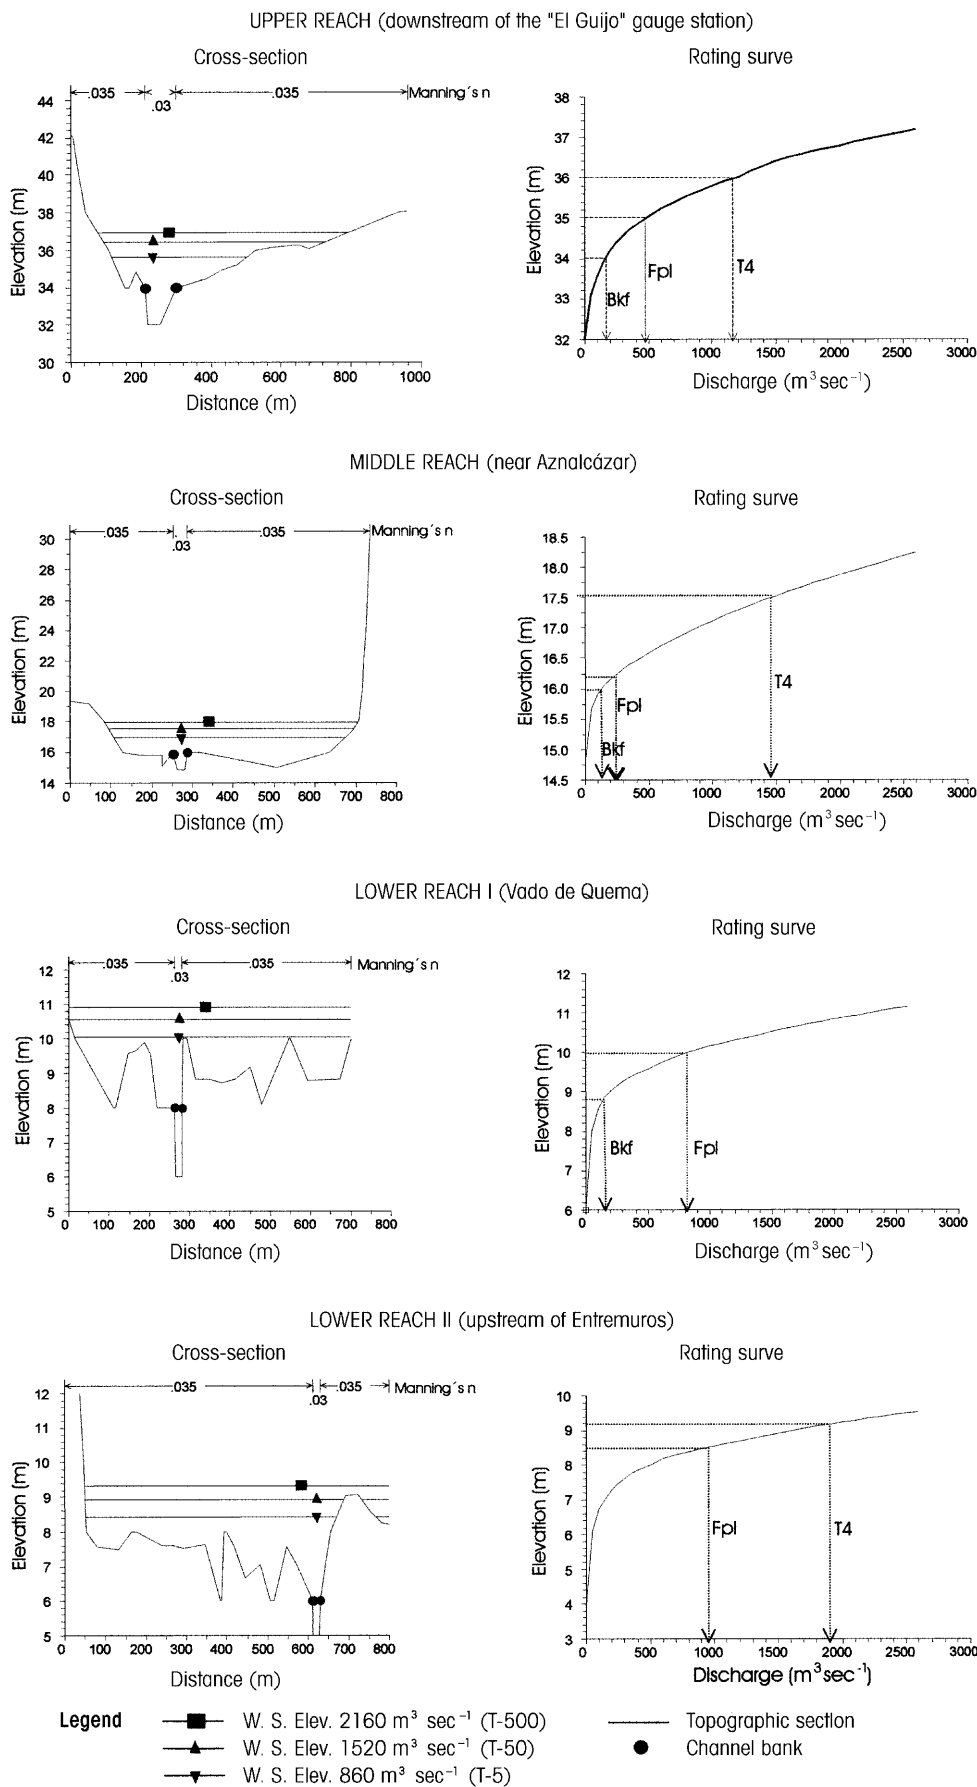 UPPER REACH (downstream of the "El Guijo" gauge station)
Cross-section
.035 .03 .035 Manning´s n
44
42
40
38
36
34
32
30
Elevation (m)
0 200 400 600 800 1000
Distance (m)
Rating surve
37
36
35
34
33
32
Elevation (m)
Bkf
Fpl
T4
0 500 1000 1500 2000 2500 3000
Discharge (m³ sec⁻¹)
MIDDLE REACH (near Aznalcázar)
Cross-section
.035 .03 .035 Manning´s n
30
28
26
24
22
20
18
16
14
Elevation (m)
0 100 200 300 400 500 600 700 800
Distance (m)
Rating surve
18.5
18.0
17.5
17.0
16.5
16.0
15.5
15.0
14.5
Elevation (m)
Bkf
Fpl
T4
0 500 1000 1500 2000 2500 3000
Discharge (m³ sec⁻¹)
LOWER REACH I (Vado de Quema)
Cross-section
.035 .03 .035 Manning´s n
12
11
10
9
8
7
6
5
Elevation (m)
0 100 200 300 400 500 600 700 800
Distance (m)
Rating surve
12
11
10
9
8
7
6
Elevation (m)
Bkf
Fpl
0 500 1000 1500 2000 2500 3000
Discharge (m³ sec⁻¹)
LOWER REACH II (upstream of Entremuros)
Cross-section
.035 .03 .035 Manning´s n
12
11
10
9
8
7
6
5
Elevation (m)
0 100 200 300 400 500 600 700 800
Distance (m)
Rating surve
10
9
8
7
6
5
4
3
Elevation (m)
Fpl
T4
0 500 1000 1500 2000 2500 3000
Discharge (m³ sec⁻¹)
Legend
W. S. Elev. 2160 m³ sec⁻¹ (T-500)
W. S. Elev. 1520 m³ sec⁻¹ (T-50)
W. S. Elev. 860 m³ sec⁻¹ (T-5)
Topographic section
Channel bank